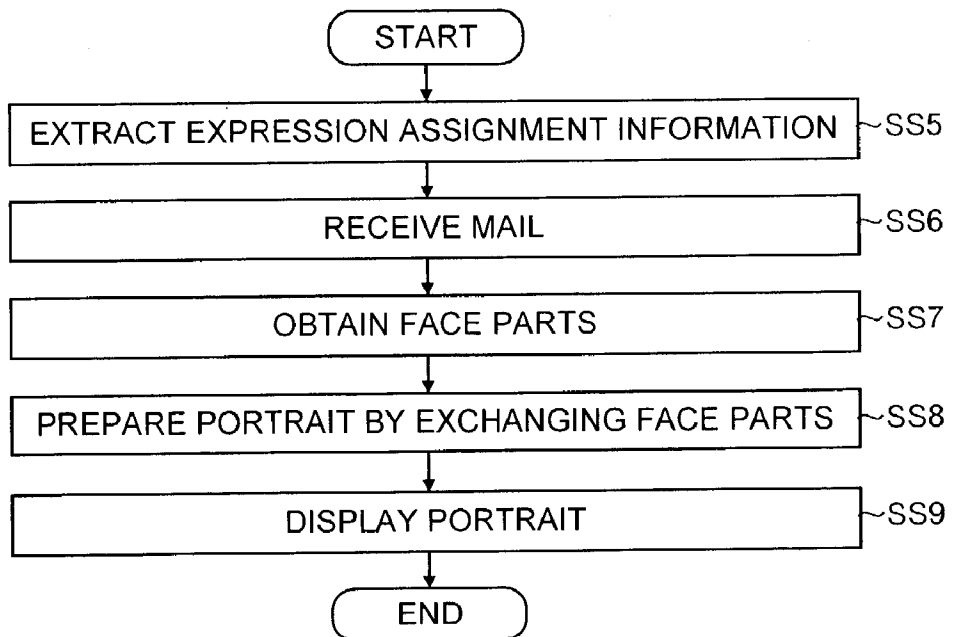 START
EXTRACT EXPRESSION ASSIGNMENT INFORMATION ~SS5
RECEIVE MAIL ~SS6
OBTAIN FACE PARTS ~SS7
PREPARE PORTRAIT BY EXCHANGING FACE PARTS ~SS8
DISPLAY PORTRAIT ~SS9
END